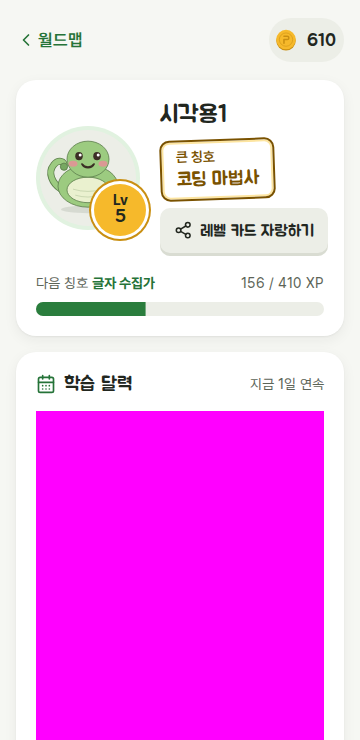 월드맵
610
시각용1
큰 칭호
코딩 마법사
Lv
5
레벨 카드 자랑하기
다음 칭호 글자 수집가
156 / 410 XP
학습 달력
지금 1일 연속